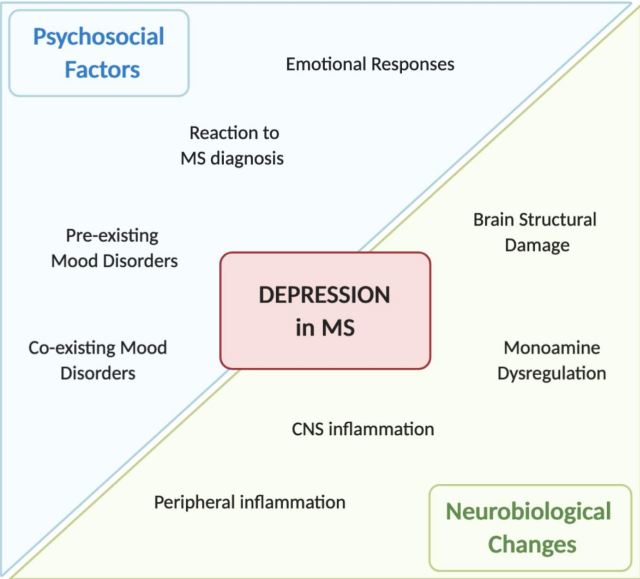 Psychosocial
Factors
Emotional Responses
Reaction to
MS diagnosis
Pre-existing
Mood Disorders
Co-existing Mood
Disorders
DEPRESSION
in MS
Brain Structural
Damage
Monoamine
Dysregulation
CNS inflammation
Peripheral inflammation
Neurobiological
Changes